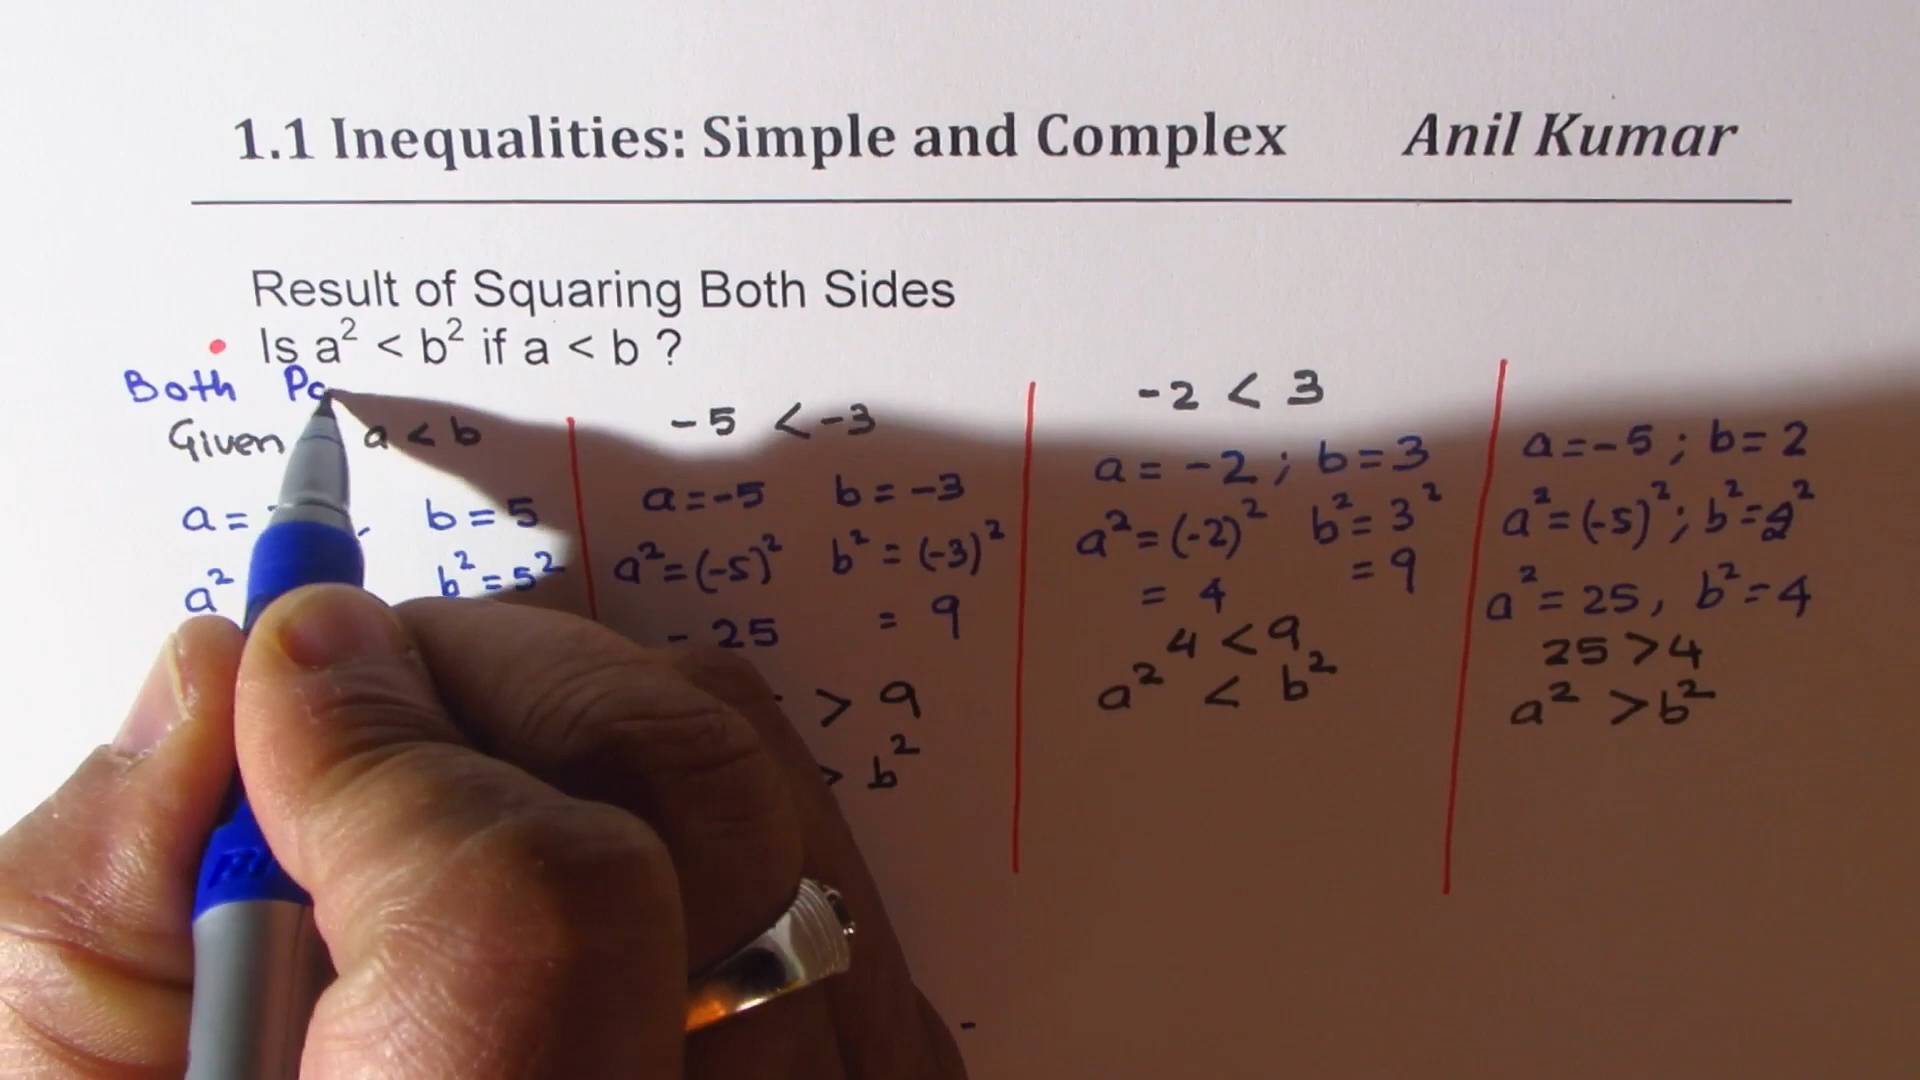 1.1 Inequalities: Simple and Complex Anil Kumar
Result of Squaring Both Sides
Is a² < b² if a < b ?
Both Po
Given a < b
a =
b = 5
a²
b² = 5²
-5 < -3
a = -5 b = -3
a² = (-5)² b² = (-3)²
- 25 = 9
> 9
> b²
-2 < 3
a = -2 ; b = 3
a² = (-2)² b² = 3²
= 4 = 9
4 < 9
a² < b²
a = -5 ; b = 2
a² = (-5)² ; b² = 2²
a² = 25, b² = 4
25 > 4
a² > b²